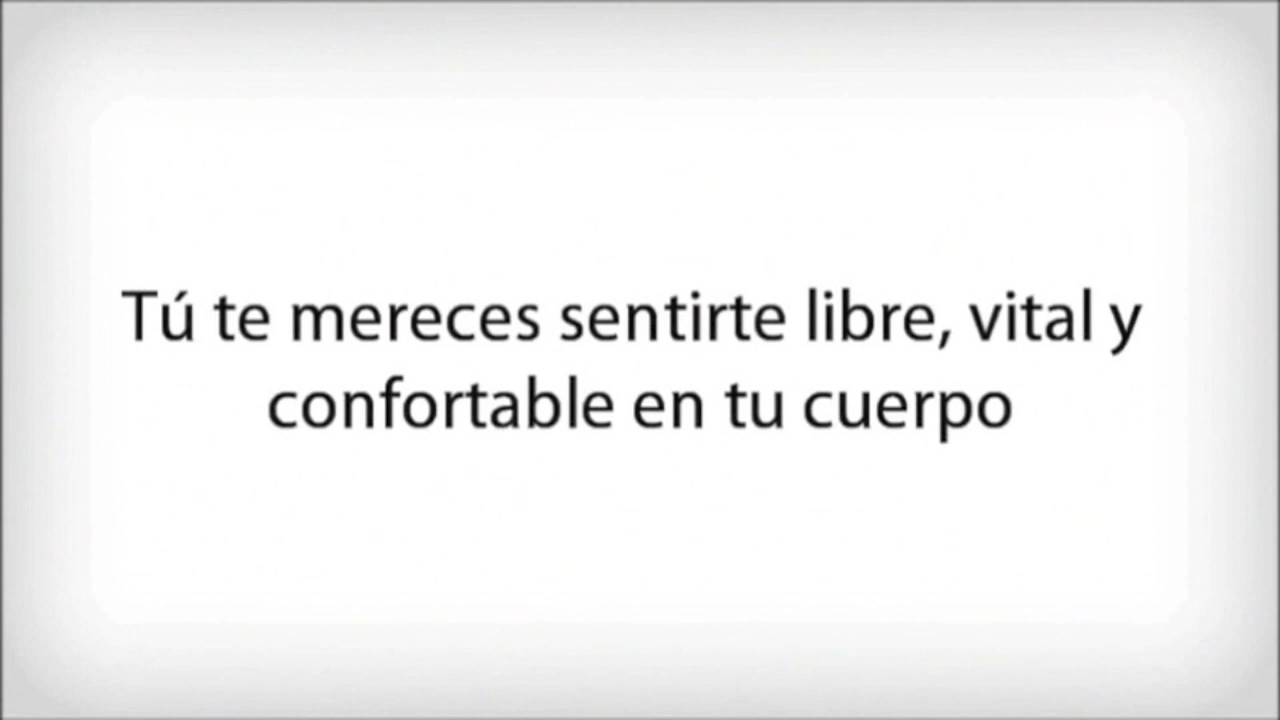 Tú te mereces sentirte libre, vital y
confortable en tu cuerpo